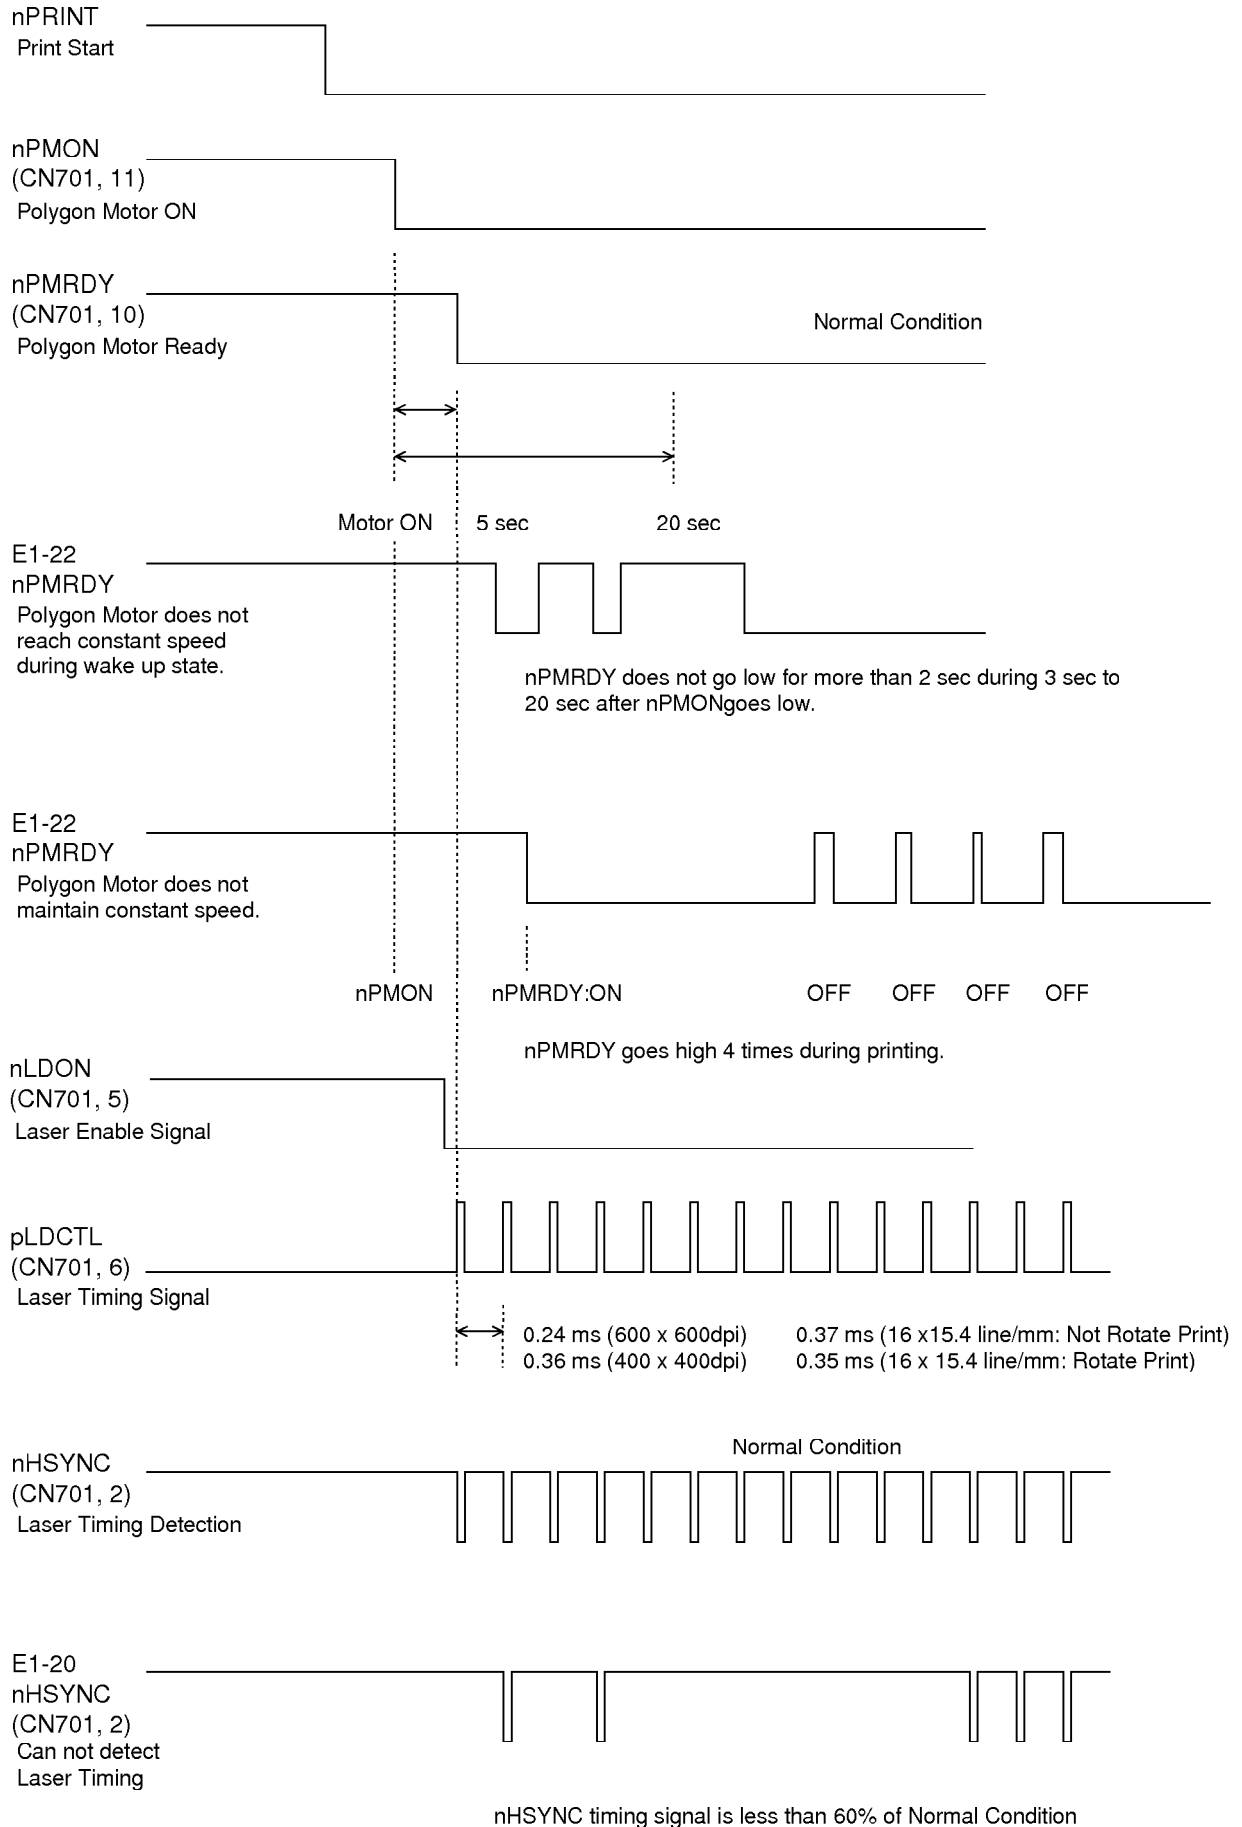 nPRINT
Print Start
nPMON
(CN701, 11)
Polygon Motor ON
nPMRDY
(CN701, 10)
Polygon Motor Ready
Normal Condition
Motor ON
5 sec
20 sec
E1-22
nPMRDY
Polygon Motor does not
reach constant speed
during wake up state.
nPMRDY does not go low for more than 2 sec during 3 sec to
20 sec after nPMONgoes low.
E1-22
nPMRDY
Polygon Motor does not
maintain constant speed.
nPMON
nPMRDY:ON
OFF
OFF
OFF
OFF
nPMRDY goes high 4 times during printing.
nLDON
(CN701, 5)
Laser Enable Signal
pLDCTL
(CN701, 6)
Laser Timing Signal
0.24 ms (600 x 600dpi)
0.37 ms (16 x15.4 line/mm: Not Rotate Print)
0.36 ms (400 x 400dpi)
0.35 ms (16 x 15.4 line/mm: Rotate Print)
Normal Condition
nHSYNC
(CN701, 2)
Laser Timing Detection
E1-20
nHSYNC
(CN701, 2)
Can not detect
Laser Timing
nHSYNC timing signal is less than 60% of Normal Condition